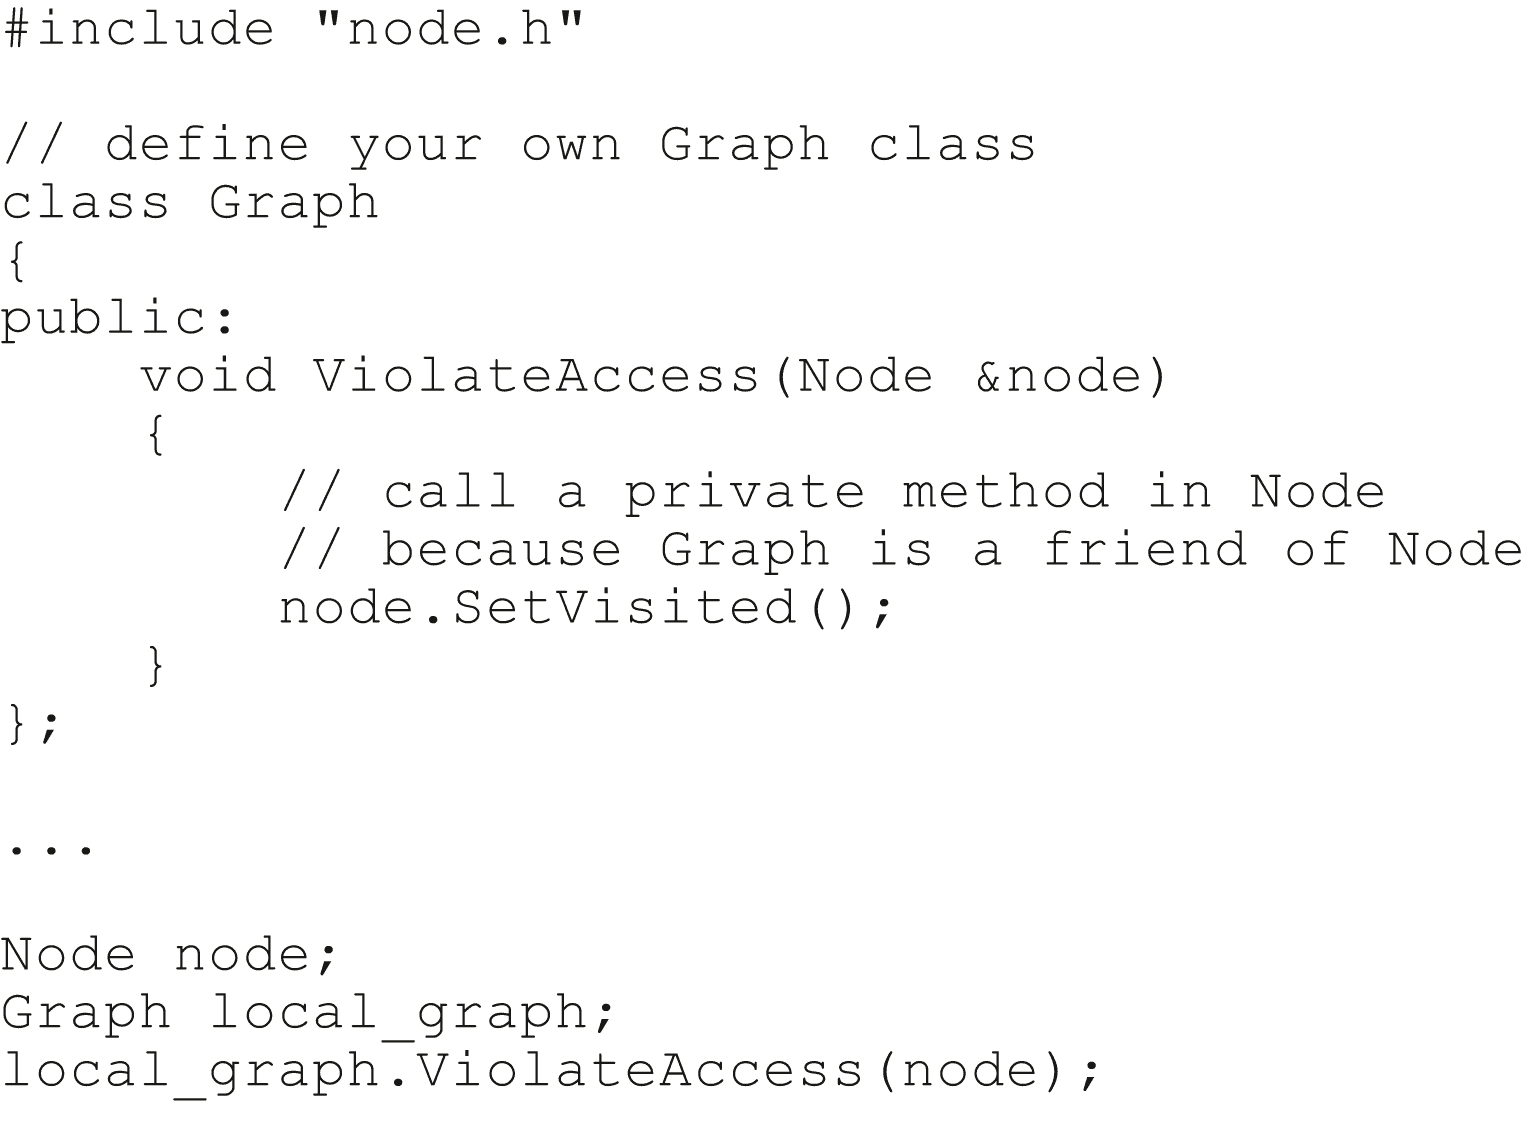 #include "node.h"

// define your own Graph class
class Graph
{
public:
    void ViolateAccess(Node &node)
    {
        // call a private method in Node
        // because Graph is a friend of Node
        node.SetVisited();
    }
};

...

Node node;
Graph local_graph;
local_graph.ViolateAccess(node);